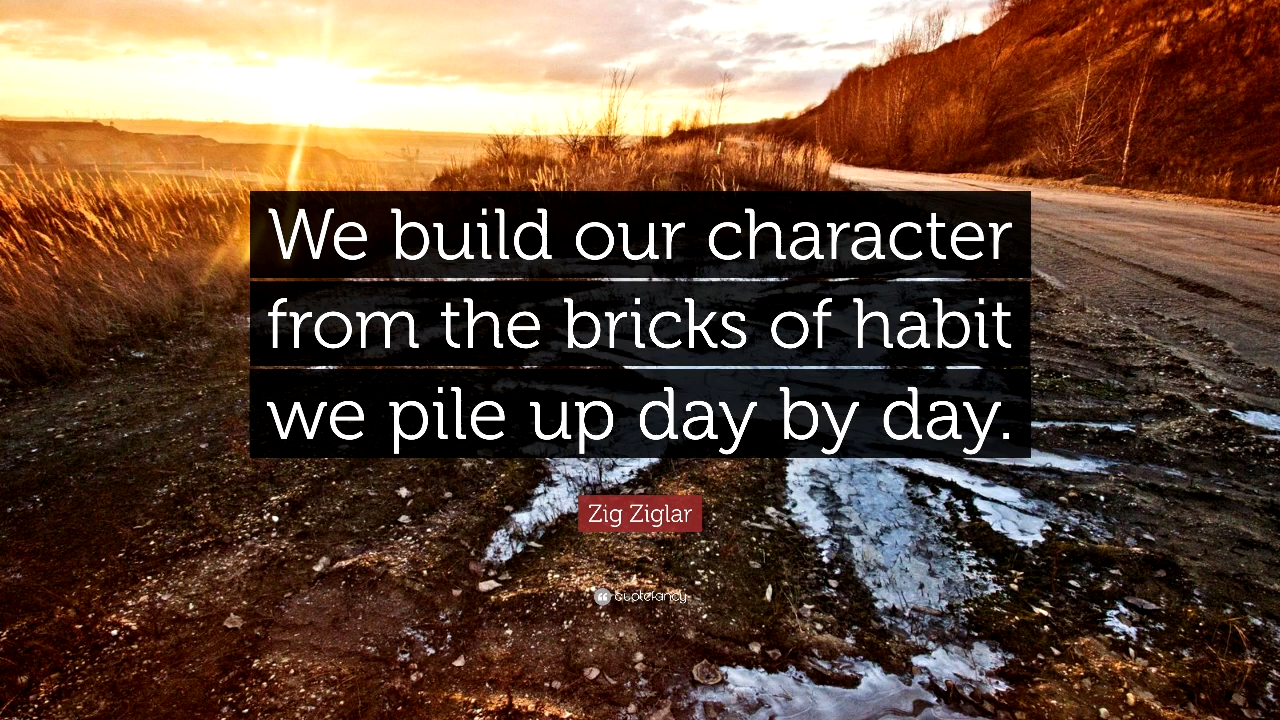 We build our character
from the bricks of habit
we pile up day by day.
Zig Ziglar
quotefancy